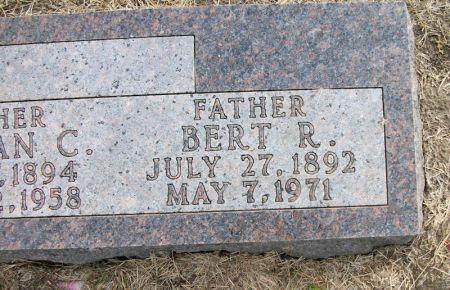 HER
AN C.
, 1894
, 1958
FATHER
BERT R.
JULY 27, 1892
MAY 7, 1971